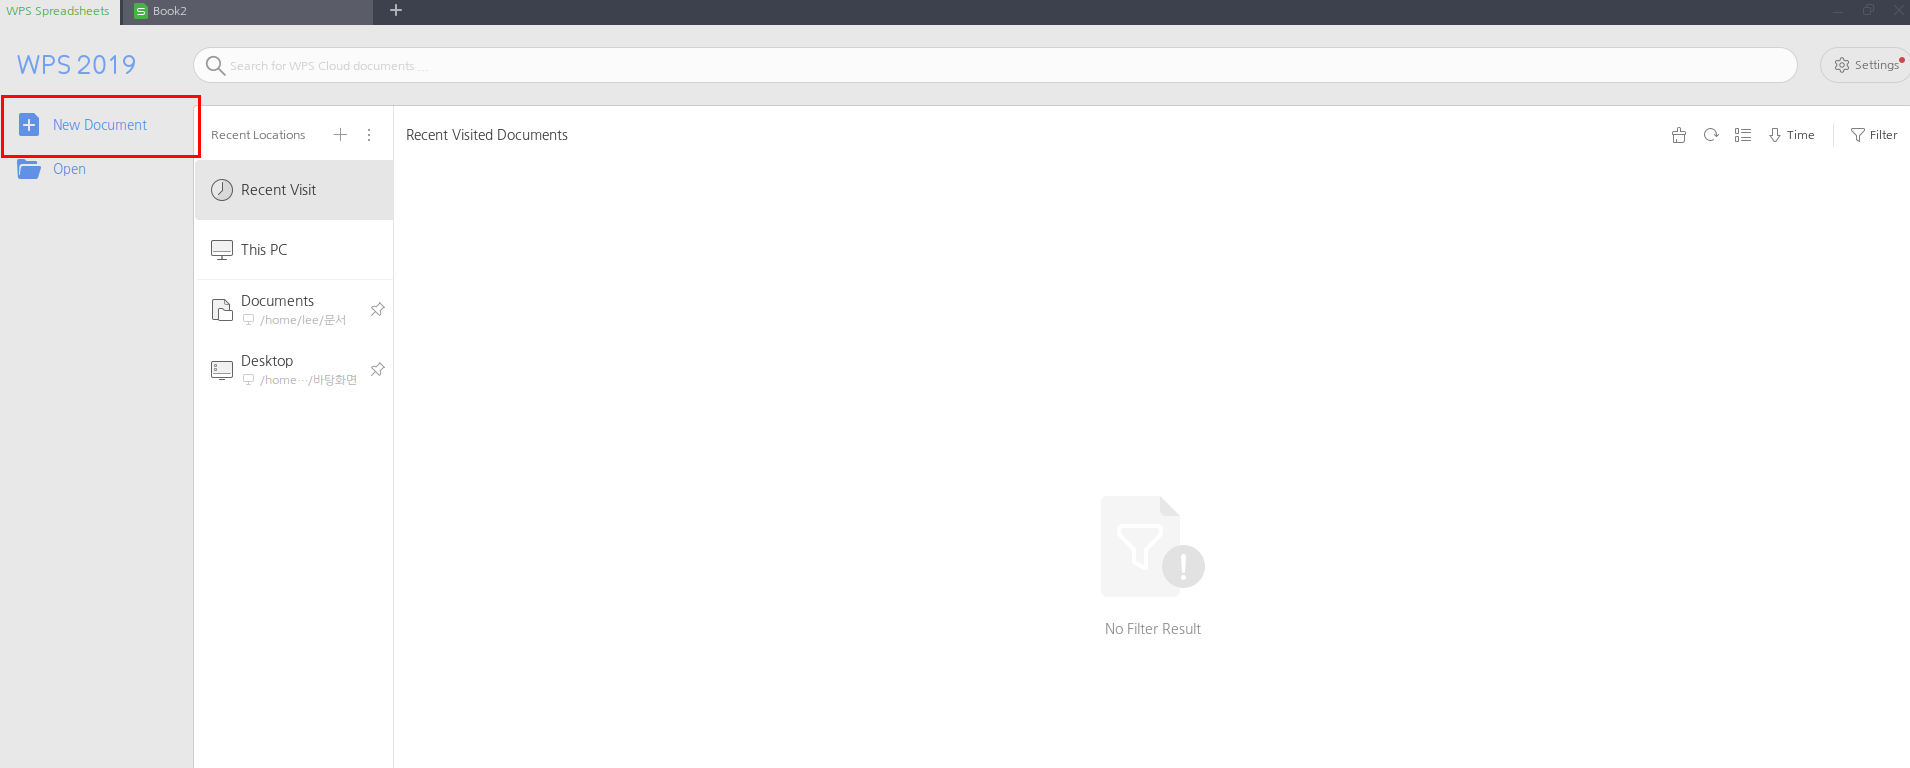 WPS Spreadsheets
Book2
WPS 2019
Search for WPS Cloud documents ...
Settings
New Document
Open
Recent Locations
Recent Visit
This PC
Documents
/home/lee/문서
Desktop
/home···/바탕화면
Recent Visited Documents
Time
Filter
No Filter Result